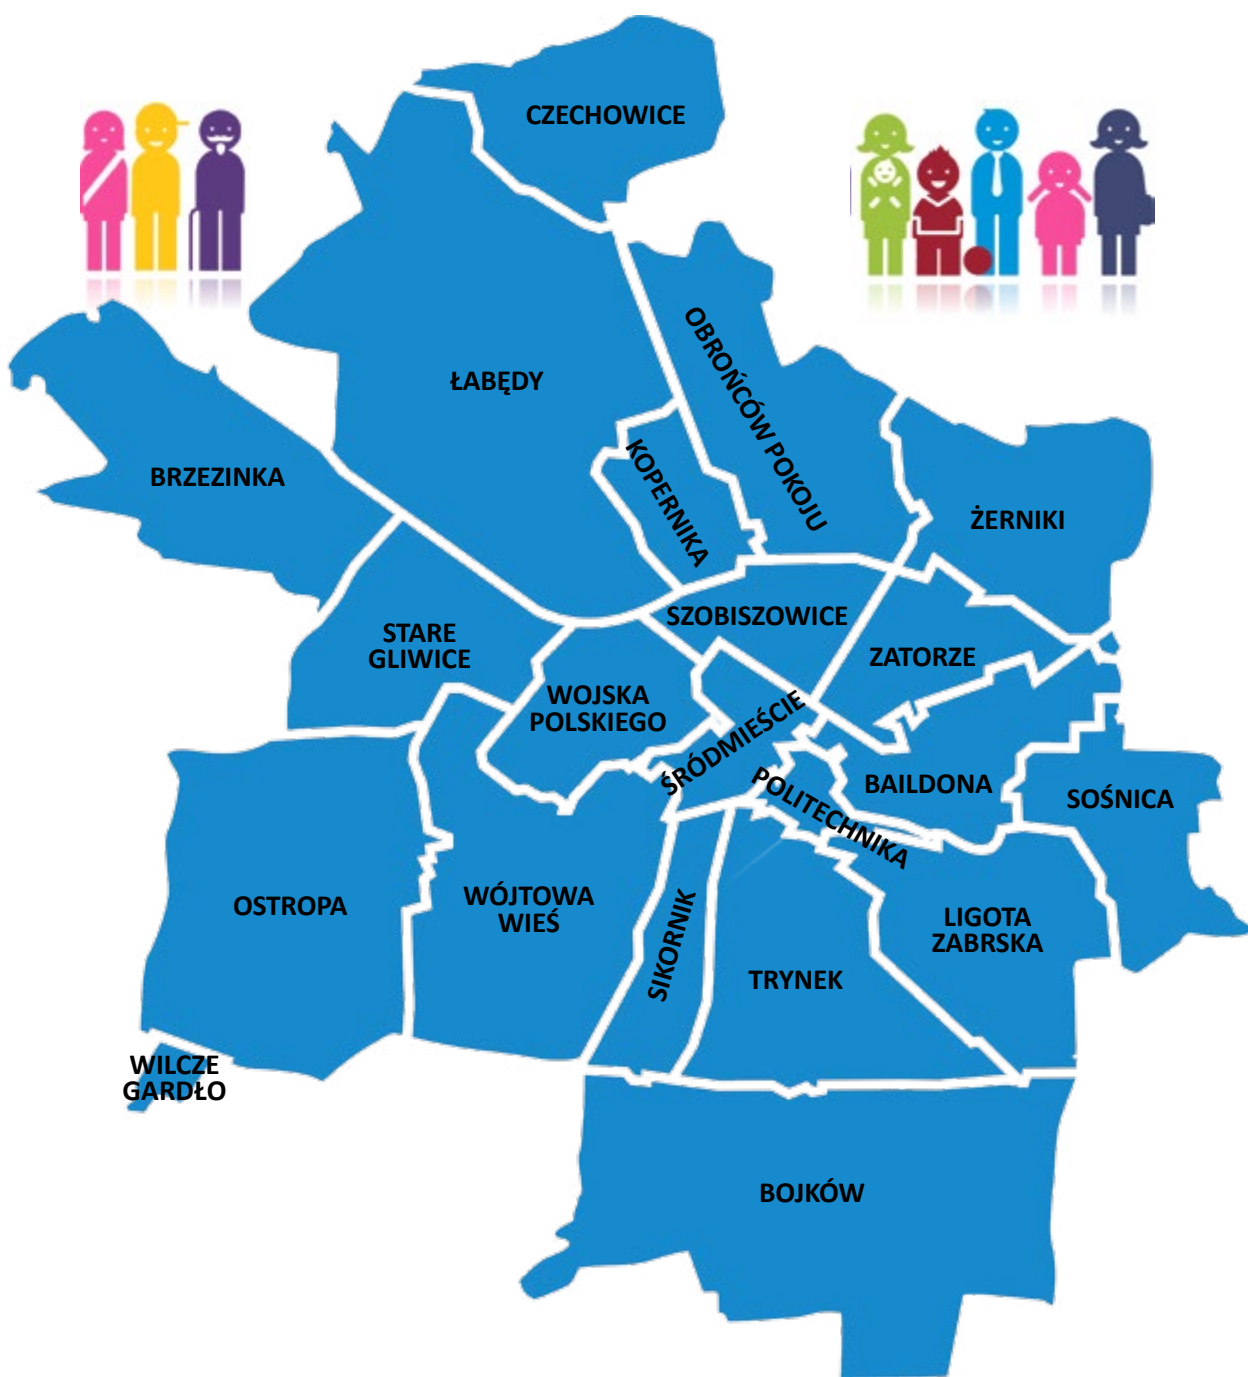 CZECHOWICE
OBROŃCÓW POKOJU
ŁABĘDY
KOPERNIKA
BRZEZINKA
ŻERNIKI
SZOBISZOWICE
STARE
GLIWICE
ZATORZE
WOJSKA
POLSKIEGO
ŚRÓDMIEŚCIE
POLITECHNIKA
BAILDONA
SOŚNICA
OSTROPA
WÓJTOWA
WIEŚ
SIKORNIK
LIGOTA
ZABRSKA
TRYNEK
WILCZE
GARDŁO
BOJKÓW